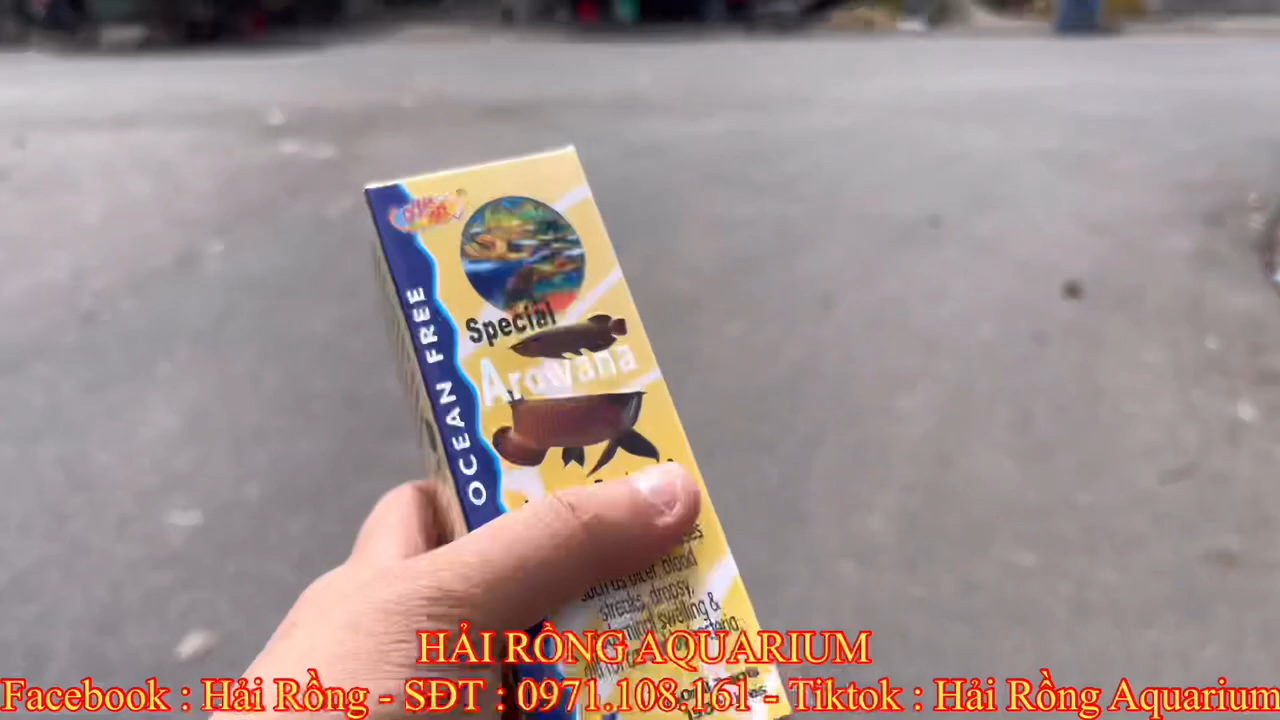 OCEAN FREE
Special
Arowana
such as ulcer, blood
streaks, dropsy,
swelling &
HẢI RỒNG AQUARIUM
Facebook : Hải Rồng - SĐT : 0971.108.161 - Tiktok : Hải Rồng Aquarium